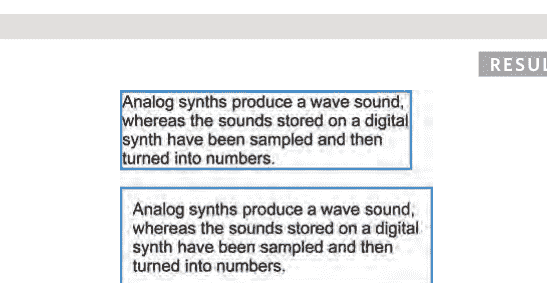 RESUL
Analog synths produce a wave sound,
whereas the sounds stored on a digital
synth have been sampled and then
turned into numbers.
Analog synths produce a wave sound,
whereas the sounds stored on a digital
synth have been sampled and then
turned into numbers.